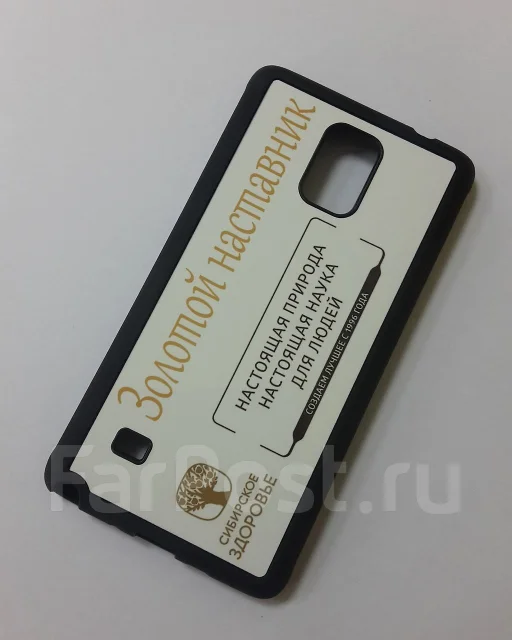 Золотой наставник
НАСТОЯЩАЯ ПРИРОДА
НАСТОЯЩАЯ НАУКА
ДЛЯ ЛЮДЕЙ
СОЗДАЕМ ЛУЧШЕЕ С 1996 ГОДА
СИБИРСКОЕ
ЗДОРОВЬЕ
FarPost.ru